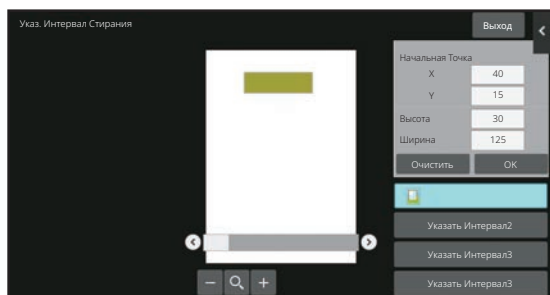 Указ. Интервал Стирания
Выход
Начальная Точка
X 40
Y 15
Высота 30
Ширина 125
Очистить OK
Указать Интервал2
Указать Интервал3
Указать Интервал3